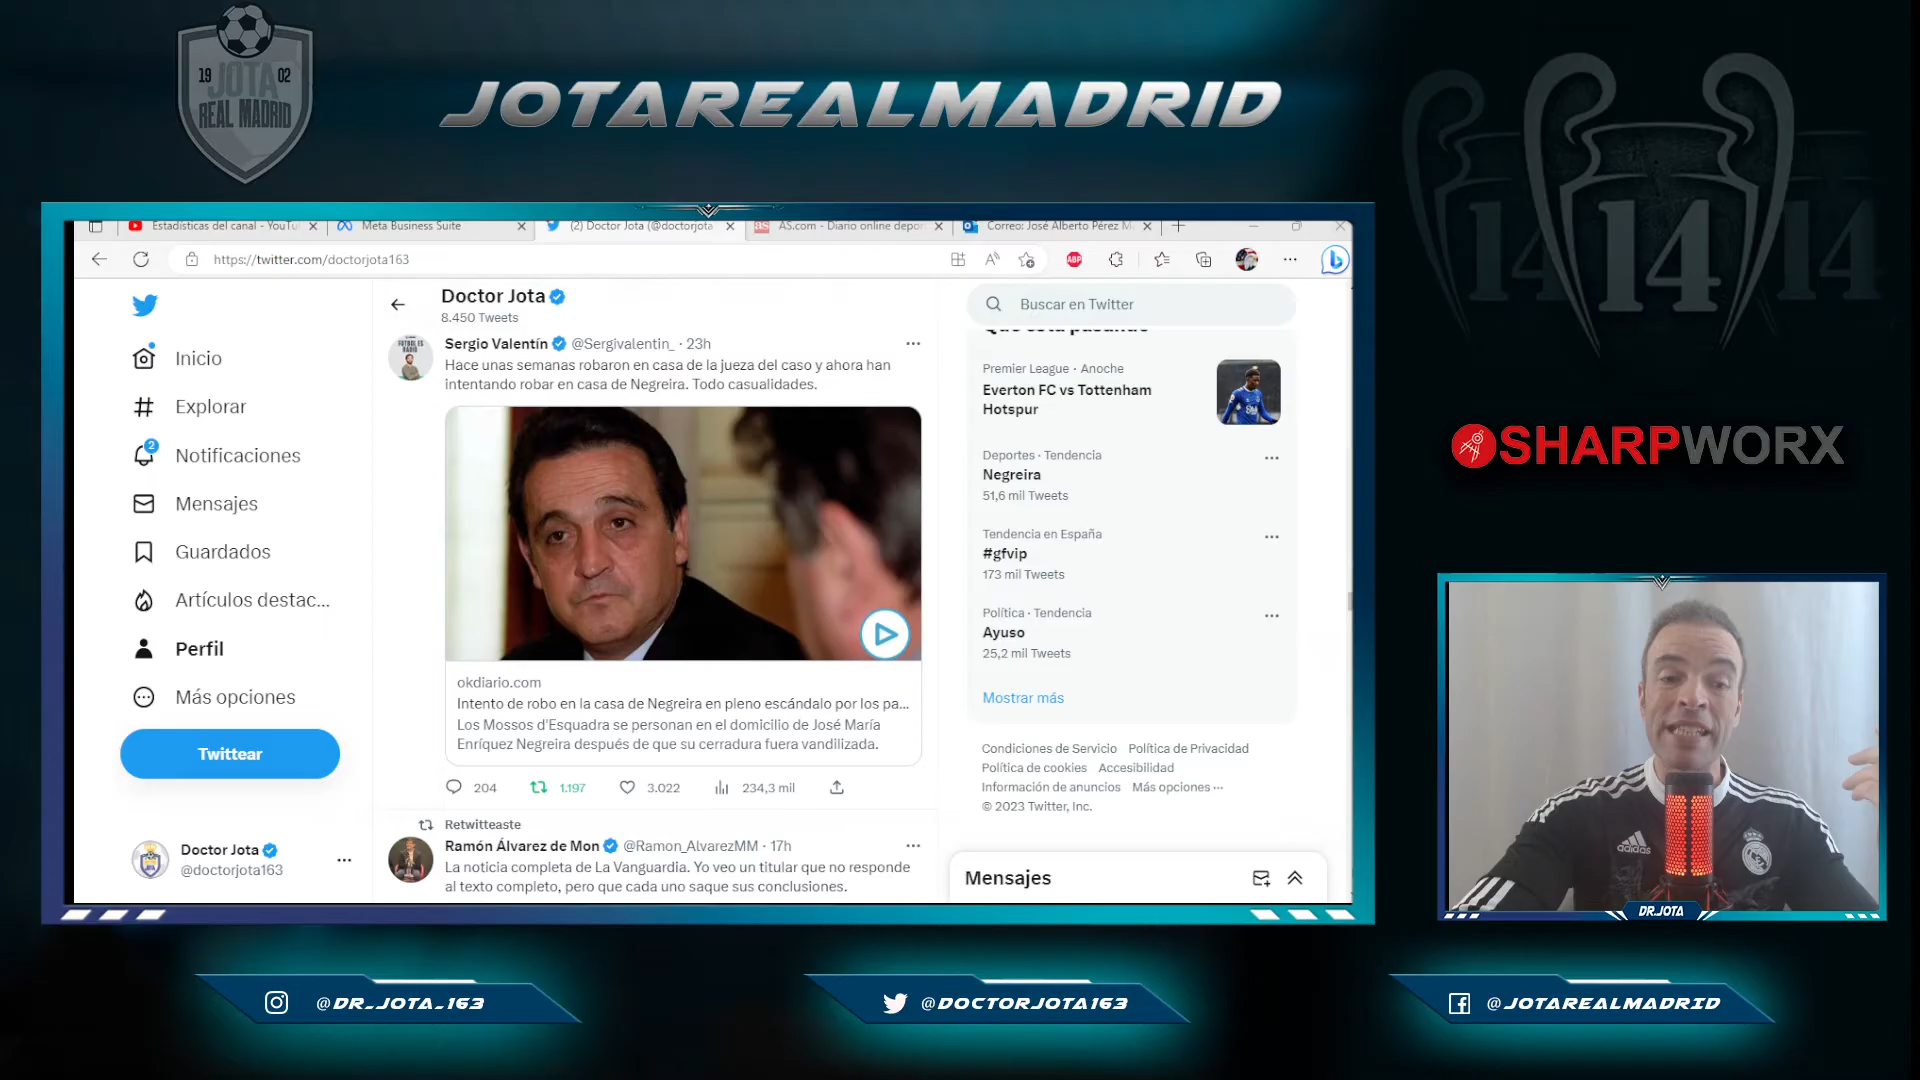 19 02
JOTA
REAL MADRID
JOTAREALMADRID
14
14
14
Estadísticas del canal - YouTu
Meta Business Suite
(2) Doctor Jota (@doctorjota
AS.com - Diario online depor
Correo: José Alberto Pérez M
https://twitter.com/doctorjota163
ABP
Inicio
Explorar
2
Notificaciones
Mensajes
Guardados
Artículos destac...
Perfil
Más opciones
Twittear
Doctor Jota
@doctorjota163
Doctor Jota
8.450 Tweets
Sergio Valentín @Sergivalentin_ · 23h
Hace unas semanas robaron en casa de la jueza del caso y ahora han
intentando robar en casa de Negreira. Todo casualidades.
okdiario.com
Intento de robo en la casa de Negreira en pleno escándalo por los pa...
Los Mossos d'Esquadra se personan en el domicilio de José María
Enríquez Negreira después de que su cerradura fuera vandilizada.
204 1.197 3.022 234,3 mil
Retwitteaste
Ramón Álvarez de Mon @Ramon_AlvarezMM · 17h
La noticia completa de La Vanguardia. Yo veo un titular que no responde
al texto completo, pero que cada uno saque sus conclusiones.
Buscar en Twitter
Qué está pasando
Premier League · Anoche
Everton FC vs Tottenham
Hotspur
Deportes · Tendencia
Negreira
51,6 mil Tweets
Tendencia en España
#gfvip
173 mil Tweets
Política · Tendencia
Ayuso
25,2 mil Tweets
Mostrar más
Condiciones de Servicio Política de Privacidad
Política de cookies Accesibilidad
Información de anuncios Más opciones ···
© 2023 Twitter, Inc.
Mensajes
SHARPWORX
adidas
DR.JOTA
@DR_JOTA_163
@DOCTORJOTA163
@JOTAREALMADRID